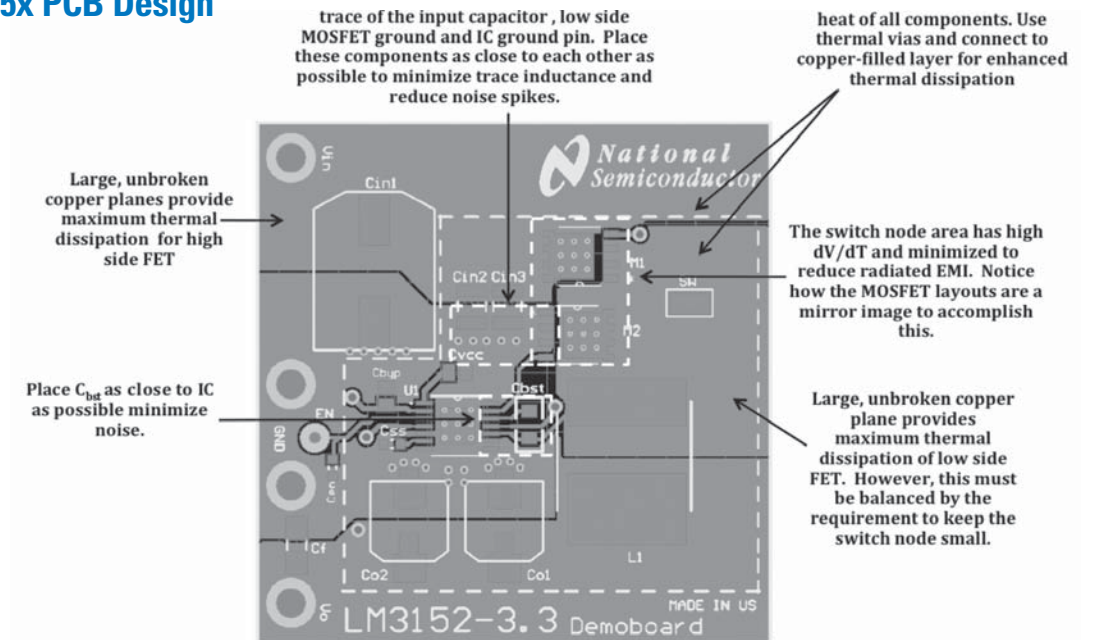 5x PCB Design
trace of the input capacitor , low side
MOSFET ground and IC ground pin. Place
these components as close to each other as
possible to minimize trace inductance and
reduce noise spikes.
heat of all components. Use
thermal vias and connect to
copper-filled layer for enhanced
thermal dissipation
Large, unbroken
copper planes provide
maximum thermal
dissipation for high
side FET
The switch node area has high
dV/dT and minimized to
reduce radiated EMI. Notice
how the MOSFET layouts are a
mirror image to accomplish
this.
Place Cbst as close to IC
as possible minimize
noise.
Large, unbroken copper
plane provides
maximum thermal
dissipation of low side
FET. However, this must
be balanced by the
requirement to keep the
switch node small.
National
Semiconductor
Vin
Cin1
Cin2 Cin3
M1
SW
M2
Cvcc
Cbyp
U1
Cbst
EN
GND
Css
Cen
Cf
Co2
Co1
L1
Vo
MADE IN US
LM3152-3.3 Demoboard